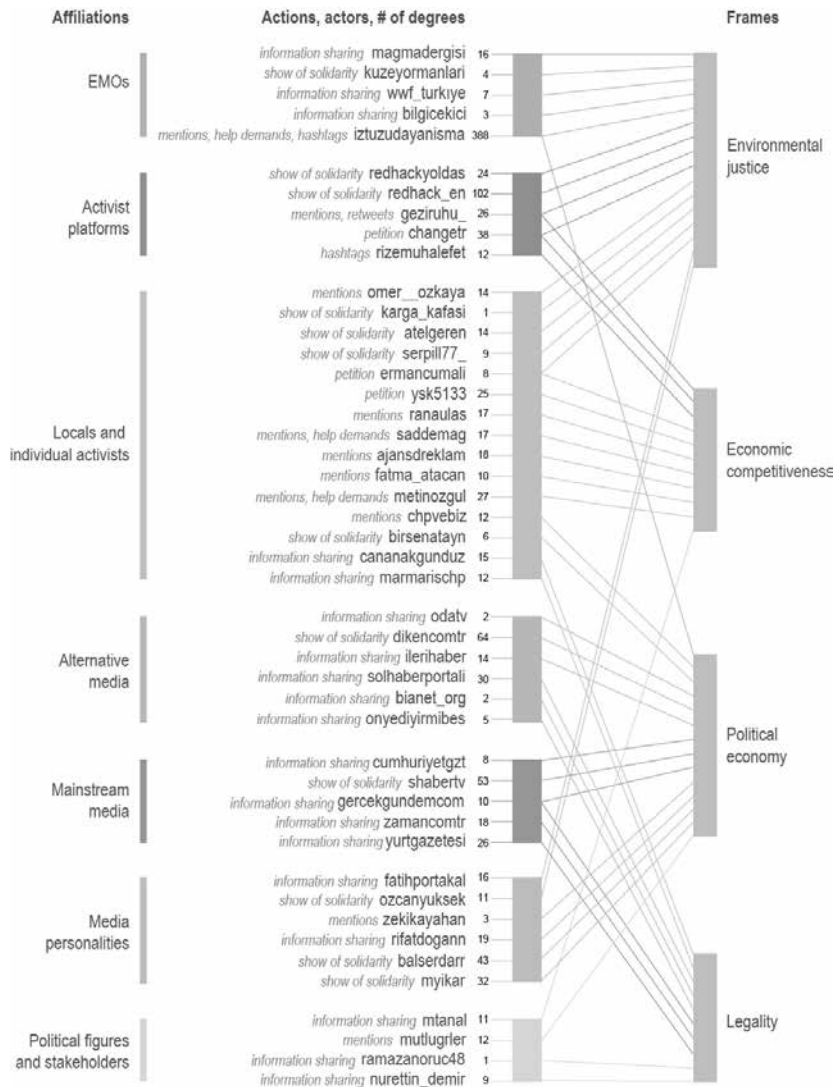 Affiliations Actions, actors, # of degrees Frames
EMOs
information sharing magmadergisi 16
show of solidarity kuzeyormanlari 4
information sharing wwf_turkıye 7
information sharing bilgicekici 3
mentions, help demands, hashtags iztuzudayanisma 388
Environmental
justice
Activist
platforms
show of solidarity redhackyoldas 24
show of solidarity redhack_en 102
mentions, retweets geziruhu_ 26
petition changetr 38
hashtags rizemuhalefet 12
Locals and
individual activists
mentions omer__ozkaya 14
show of solidarity karga_kafasi 1
show of solidarity atelgeren 14
show of solidarity serpill77_ 9
petition ermancumali 8
petition ysk5133 25
mentions ranaulas 17
mentions, help demands saddemag 17
mentions ajansdreklam 18
mentions fatma_atacan 10
mentions, help demands metinozgul 27
mentions chpvebiz 12
show of solidarity birsenatayn 6
information sharing cananakgunduz 15
information sharing marmarischp 12
Economic
competitiveness
Alternative
media
information sharing odatv 2
show of solidarity dikencomtr 64
information sharing ilerihaber 14
information sharing solhaberportali 30
information sharing bianet_org 2
information sharing onyediyirmibes 5
Political
economy
Mainstream
media
information sharing cumhuriyetgzt 8
show of solidarity shabertv 53
information sharing gercekgundemcom 10
information sharing zamancomtr 18
information sharing yurtgazetesi 26
Media
personalities
information sharing fatihportakal 16
show of solidarity ozcanyuksek 11
mentions zekikayahan 3
information sharing rifatdogann 19
show of solidarity balserdarr 43
show of solidarity myikar 32
Legality
Political figures
and stakeholders
information sharing mtanal 11
mentions mutlugrler 12
information sharing ramazanoruc48 1
information sharing nurettin_demir 9